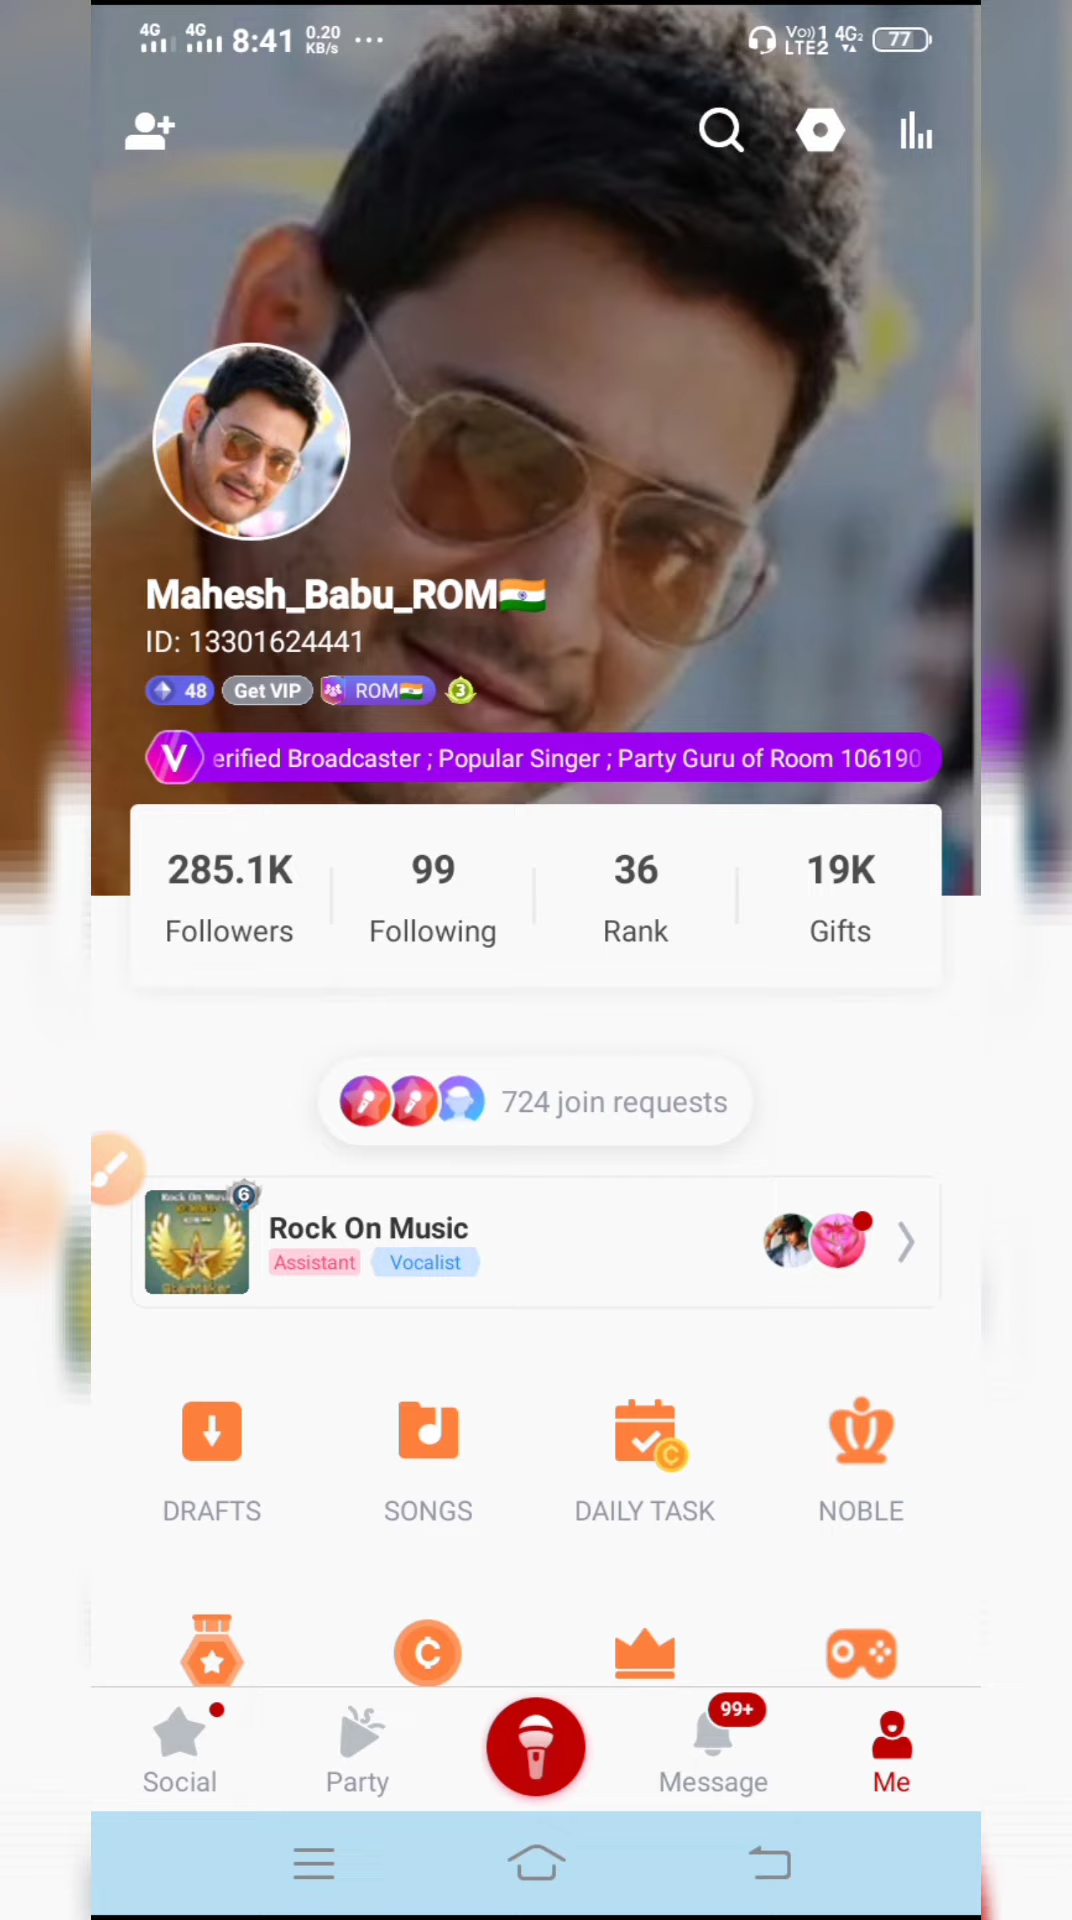 4G 4G 8:41 0.20 KB/s ... Vo)) 1 LTE2 4G2 77
Mahesh_Babu_ROM🇮🇳
ID: 13301624441
48 Get VIP ROM🇮🇳 3
V erified Broadcaster ; Popular Singer ; Party Guru of Room 106190
285.1K 99 36 19K
Followers Following Rank Gifts
724 join requests
Rock On Music 6
Rock On Music
Assistant Vocalist
DRAFTS SONGS DAILY TASK NOBLE
99+
Social Party Message Me